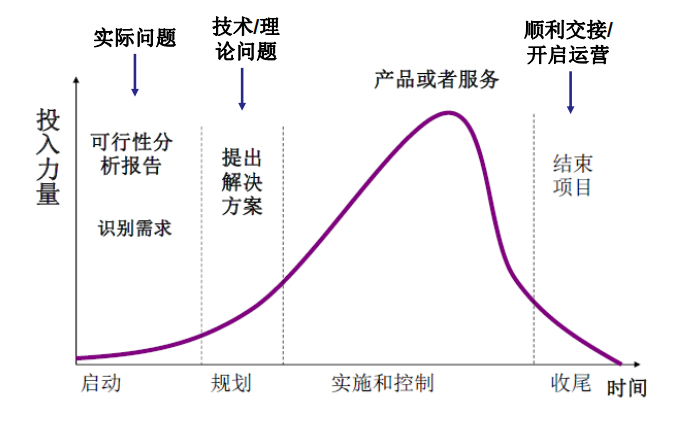 实际问题
技术/理
论问题
顺利交接/
开启运营
产品或者服务
投入力量
可行性分
析报告
识别需求
提出
解决
方案
结束
项目
启动
规划
实施和控制
收尾
时间